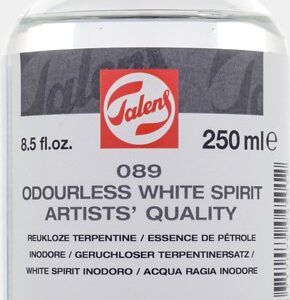 Talens
8.5 fl.oz. 250 ml e
089
ODOURLESS WHITE SPIRIT
ARTISTS' QUALITY
REUKLOZE TERPENTINE / ESSENCE DE PÉTROLE
INODORE / GERUCHLOSER TERPENTINERSATZ /
WHITE SPIRIT INODORO / ACQUA RAGIA INODORE